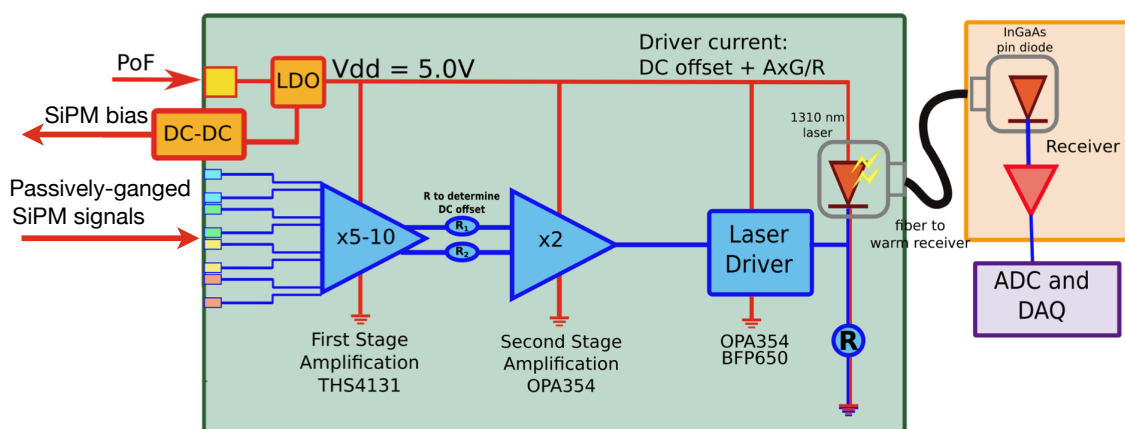 PoF
LDO
Vdd = 5.0V
Driver current:
DC offset + AxG/R
InGaAs
pin diode
SiPM bias
DC-DC
1310 nm
laser
Receiver
Passively-ganged
SiPM signals
R to determine
DC offset
x5-10
R1
R2
x2
Laser
Driver
fiber to
warm receiver
ADC and
DAQ
First Stage
Amplification
THS4131
Second Stage
Amplification
OPA354
OPA354
BFP650
R